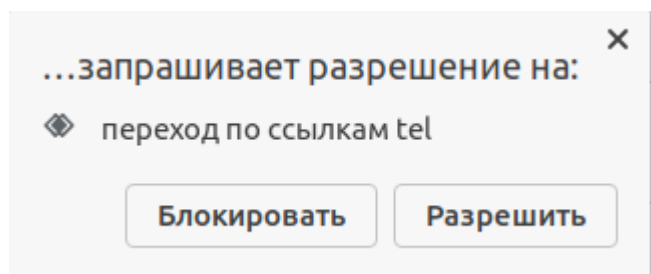 …запрашивает разрешение на:
переход по ссылкам tel
Блокировать Разрешить